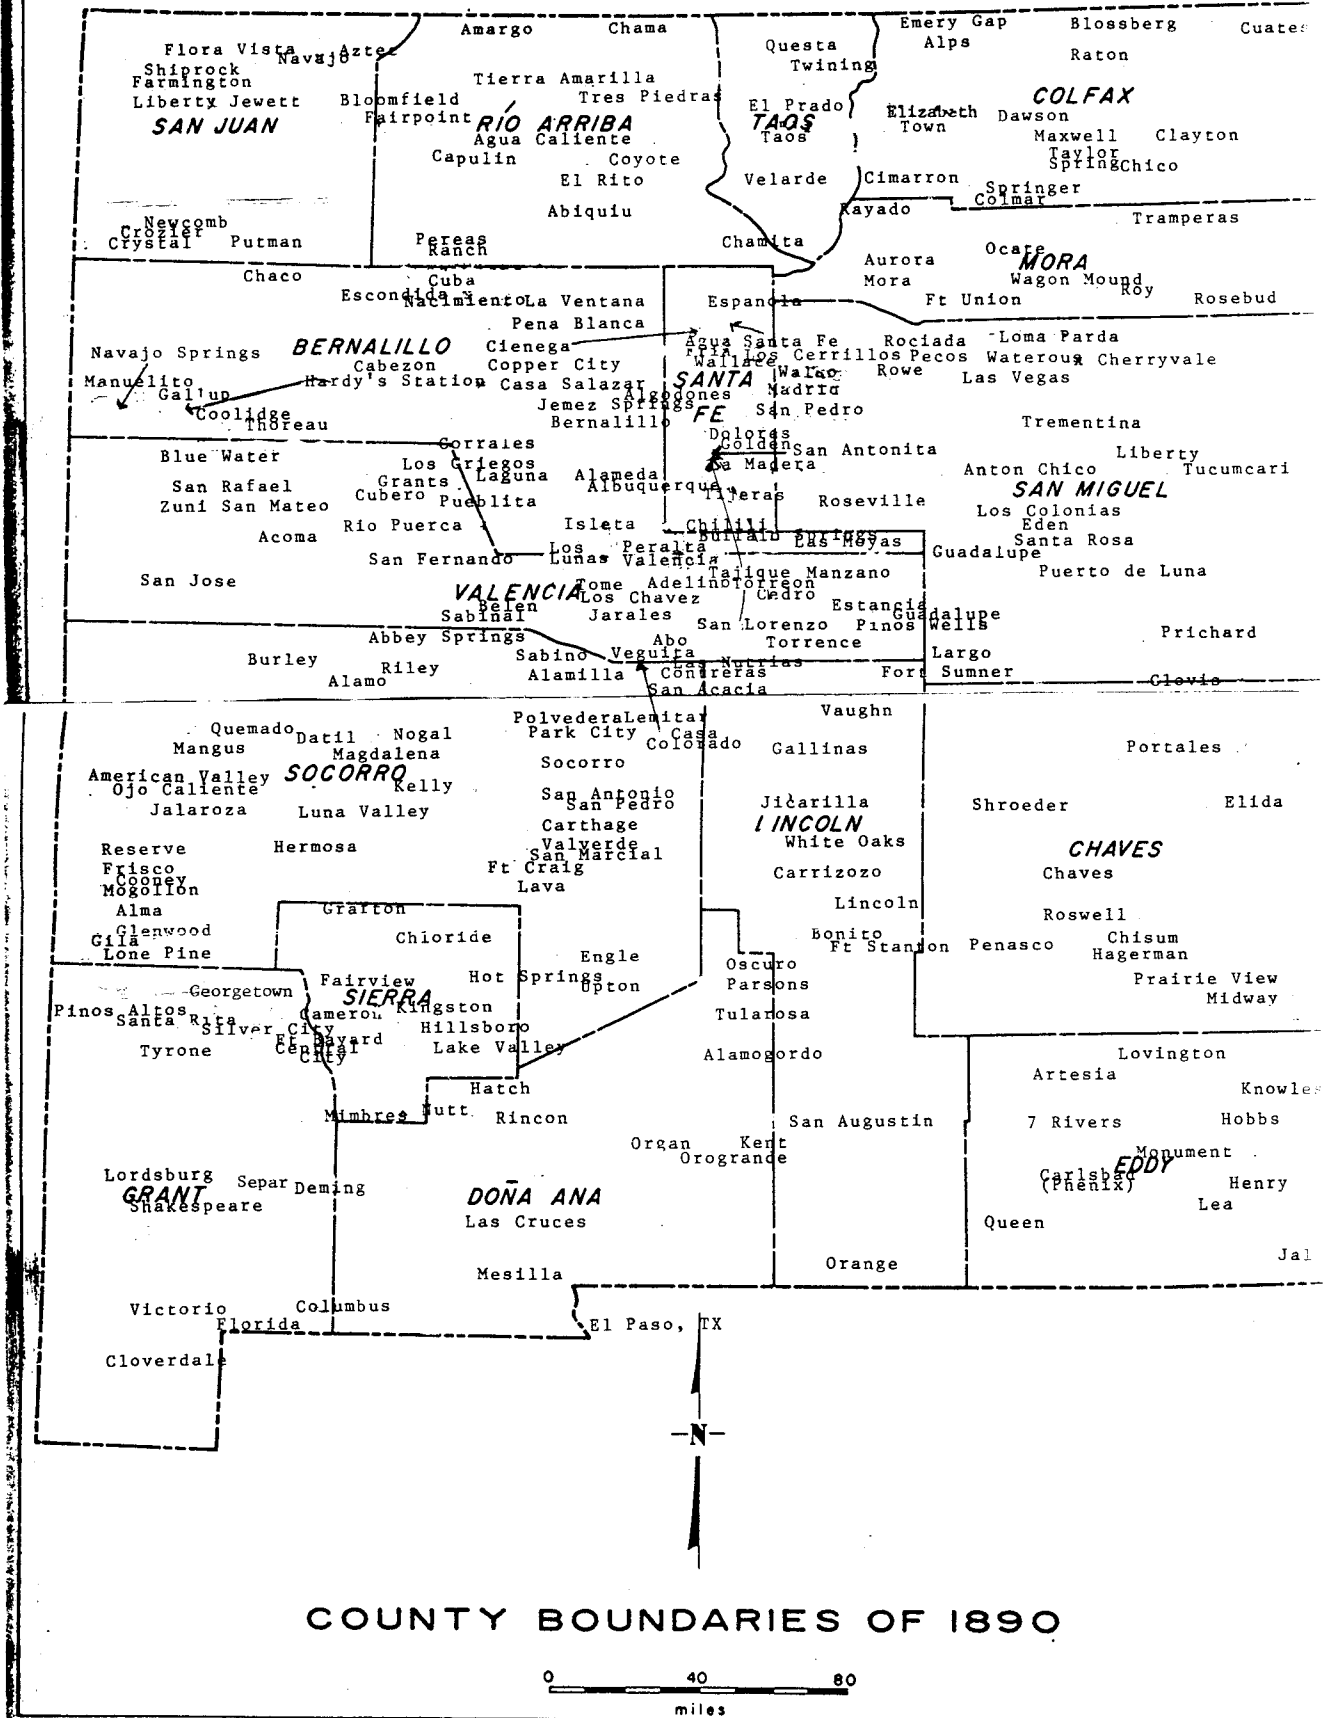 Amargo Chama Emery Gap Blossberg Cuates
Flora Vista Navajo Aztec Questa Alps
Twining Raton
Shiprock
Farmington Tierra Amarilla
Liberty Jewett Bloomfield Tres Piedras El Prado COLFAX
SAN JUAN Fairpoint RÍO ARRIBA TAOS Elizabeth Town Dawson
Agua Caliente Taos Maxwell Clayton
Capulin Coyote Taylor Spring Chico
El Rito Velarde Cimarron Springer
Abiquiu Rayado Colmar
Newcomb Tramperas
Crozier
Crystal Putman Pereas Ranch Chamita Ocate
Aurora MORA
Chaco Cuba Mora Wagon Mound
Escondida Nacimiento La Ventana Espanola Ft Union Roy Rosebud
Pena Blanca
Navajo Springs BERNALILLO Cienega Agua Fria Santa Fe Rociada Loma Parda
Cabezon Copper City Wallace Los Cerrillos Pecos Waterous Cherryvale
Manuelito Hardy's Station Casa Salazar SANTA FE Waldo Rowe Las Vegas
Gallup Algodones Madrid
Coolidge Jemez Springs San Pedro
Thoreau Bernalillo Trementina
Corrales Dolores
Blue Water Golden San Antonita Liberty
Los Griegos La Madera Anton Chico Tucumcari
San Rafael Grants Laguna Alameda SAN MIGUEL
Cubero Pueblita Albuquerque Tijeras Roseville
Zuni San Mateo Los Colonias
Rio Puerca Isleta Chilili Eden
Acoma Buffalo Springs Las Moyas Santa Rosa
San Fernando Los Lunas Peralta Guadalupe
Valencia Tajique Manzano Puerto de Luna
San Jose VALENCIA Tome Adelino Torreon
Belen Los Chavez Cedro Estancia
Sabinal Jarales San Lorenzo Guadalupe Pinos Wells
Abbey Springs Abo Torrence Prichard
Burley Sabino Veguita Largo
Riley Las Nutrias
Alamo Alamilla Contreras Fort Sumner
San Acacia Clovis
Polvedera Lemitar Vaughn
Quemado Datil Nogal Park City Casa Colorado
Mangus Magdalena Gallinas Portales
American Valley SOCORRO Socorro
Ojo Caliente Kelly San Antonio
Jalaroza Luna Valley San Pedro Jicarilla Shroeder Elida
Carthage LINCOLN
Reserve Hermosa Valverde White Oaks CHAVES
San Marcial
Frisco Ft Craig Carrizozo Chaves
Cooney
Mogollon Lava
Alma Grafton Lincoln Roswell
Glenwood Chioride Bonito Chisum
Gila Ft Stanton Penasco
Lone Pine Engle Hagerman
Oscuro
Fairview Hot Springs Upton Parsons Prairie View
Georgetown SIERRA Midway
Pinos Altos Cameron Kingston Tularosa
Santa Rita
Silver City Hillsboro
Ft Bayard
Tyrone Central City Lake Valley Alamogordo Lovington
Hatch Artesia
Knowles
Mimbres Nutt Rincon San Augustin 7 Rivers Hobbs
Organ Kent Monument
Orogrande EDDY
Lordsburg Separ Deming Carlsbad (Phenix) Henry
GRANT DOÑA ANA
Shakespeare Las Cruces Lea
Queen
Orange Jal
Mesilla
Victorio Columbus
Florida El Paso, TX
Cloverdale
N
COUNTY BOUNDARIES OF 1890
0 40 80
miles